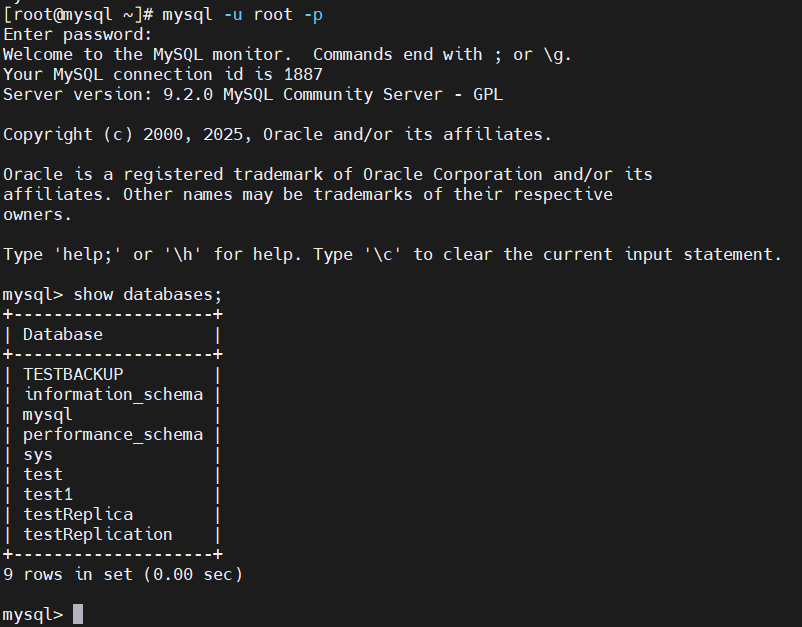 [root@mysql ~]# mysql -u root -p
Enter password:
Welcome to the MySQL monitor.  Commands end with ; or \g.
Your MySQL connection id is 1887
Server version: 9.2.0 MySQL Community Server - GPL
Copyright (c) 2000, 2025, Oracle and/or its affiliates.
Oracle is a registered trademark of Oracle Corporation and/or its
affiliates. Other names may be trademarks of their respective
owners.
Type 'help;' or '\h' for help. Type '\c' to clear the current input statement.
mysql> show databases;
+--------------------+
| Database           |
+--------------------+
| TESTBACKUP         |
| information_schema |
| mysql              |
| performance_schema |
| sys                |
| test               |
| test1              |
| testReplica        |
| testReplication    |
+--------------------+
9 rows in set (0.00 sec)
mysql>